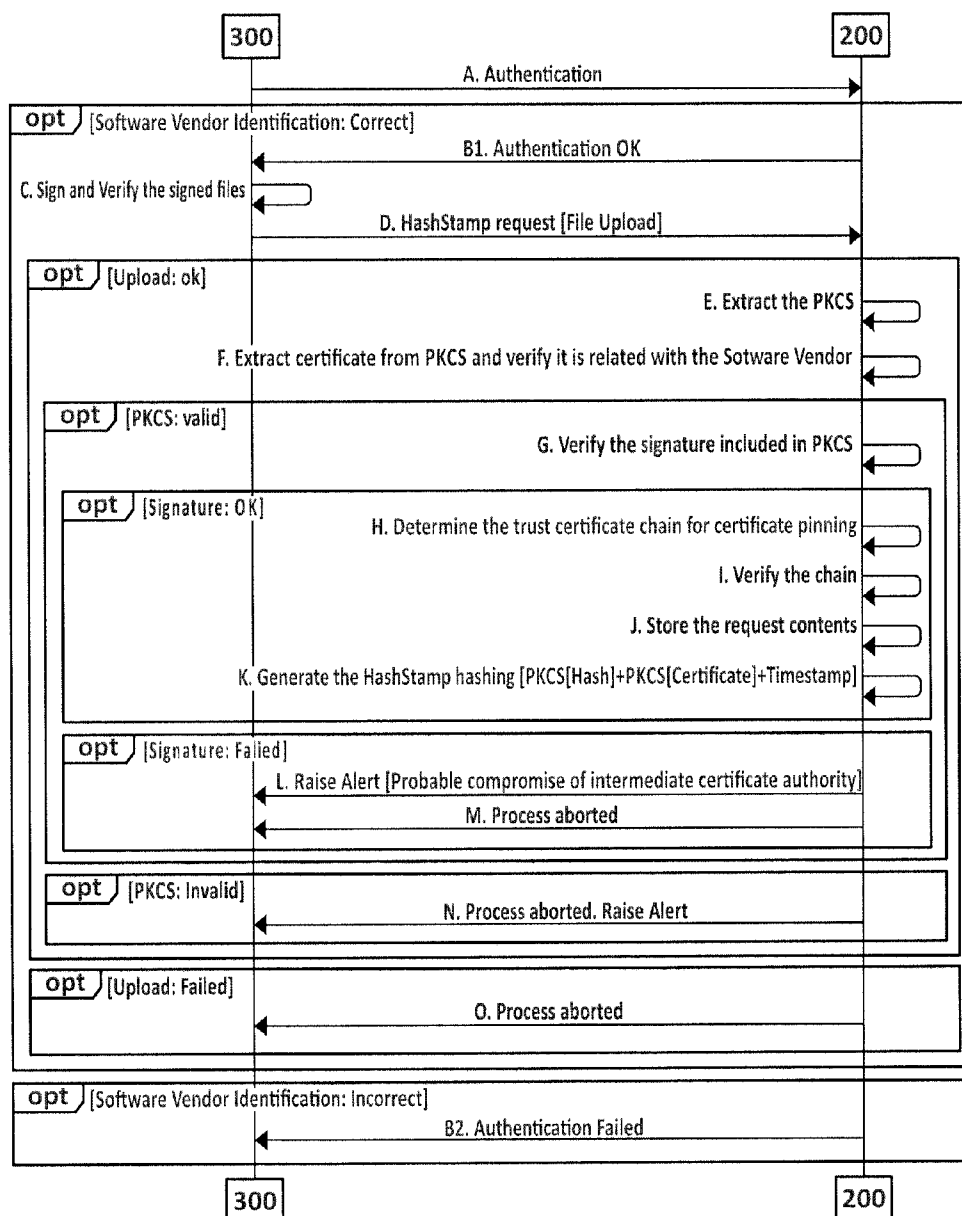 300 200
A. Authentication
opt [Software Vendor Identification: Correct]
B1. Authentication OK
C. Sign and Verify the signed files
D. HashStamp request [File Upload]
opt [Upload: ok]
E. Extract the PKCS
F. Extract certificate from PKCS and verify it is related with the Sotware Vendor
opt [PKCS: valid]
G. Verify the signature included in PKCS
opt [Signature: OK]
H. Determine the trust certificate chain for certificate pinning
I. Verify the chain
J. Store the request contents
K. Generate the HashStamp hashing [PKCS[Hash]+PKCS[Certificate]+Timestamp]
opt [Signature: Failed]
L. Raise Alert [Probable compromise of intermediate certificate authority]
M. Process aborted
opt [PKCS: Invalid]
N. Process aborted. Raise Alert
opt [Upload: Failed]
O. Process aborted
opt [Software Vendor Identification: Incorrect]
B2. Authentication Failed
300 200